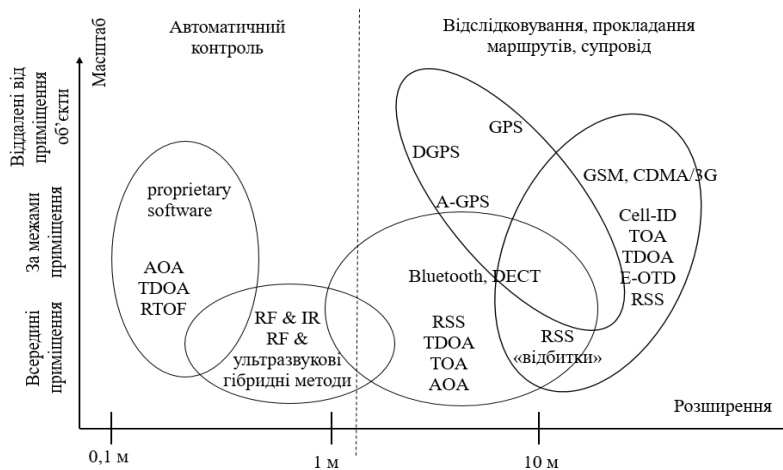 Автоматичний
контроль
Відслідковування, прокладання
маршрутів, супровід
Масштаб
Віддалені від
приміщення
об’єкти
За межами
приміщення
Всередині
приміщення
proprietary
software
AOA
TDOA
RTOF
RF & IR
RF &
ультразвукові
гібридні методи
GPS
DGPS
A-GPS
Bluetooth, DECT
RSS
TDOA
TOA
AOA
RSS
«відбитки»
GSM, CDMA/3G
Cell-ID
TOA
TDOA
E-OTD
RSS
Розширення
0,1 м
1 м
10 м